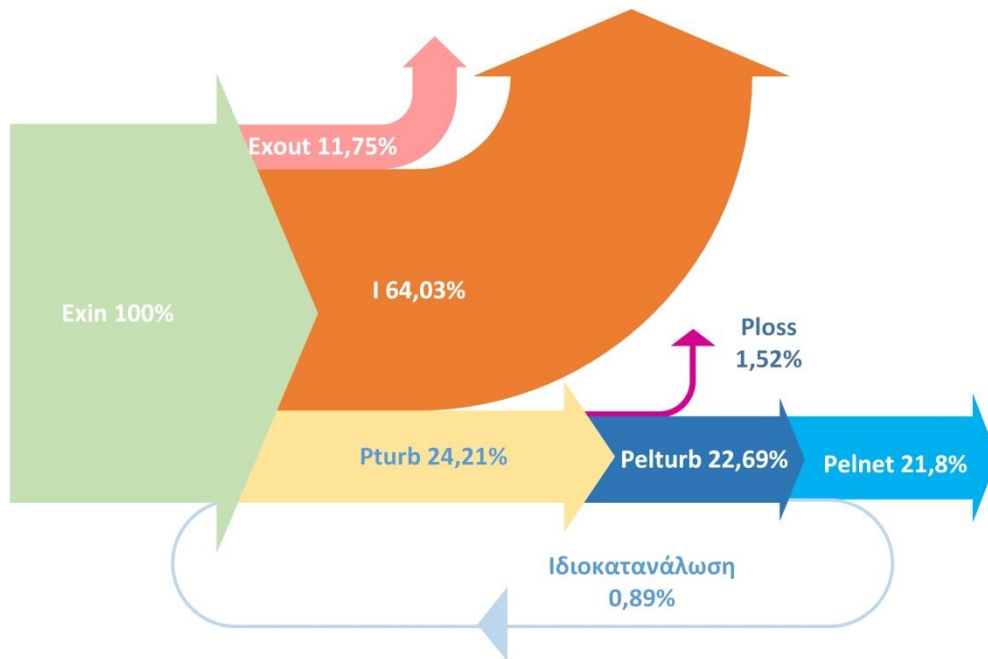 Exout 11,75%
Exin 100%
I 64,03%
Ploss
1,52%
Pturb 24,21%
Pelturb 22,69%
Pelnet 21,8%
Ιδιοκατανάλωση
0,89%